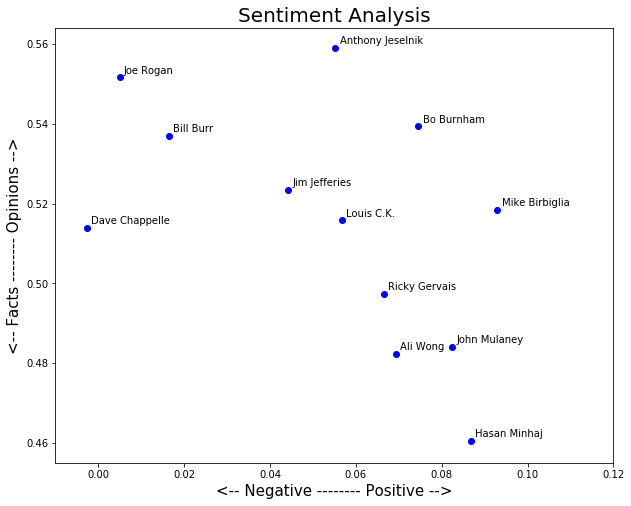 Sentiment Analysis
Anthony Jeselnik
Joe Rogan
Bo Burnham
Bill Burr
Jim Jefferies
Mike Birbiglia
Louis C.K.
Dave Chappelle
Ricky Gervais
John Mulaney
Ali Wong
Hasan Minhaj
0.56
0.54
0.52
0.50
0.48
0.46
<-- Facts -------- Opinions -->
0.00 0.02 0.04 0.06 0.08 0.10 0.12
<-- Negative -------- Positive -->